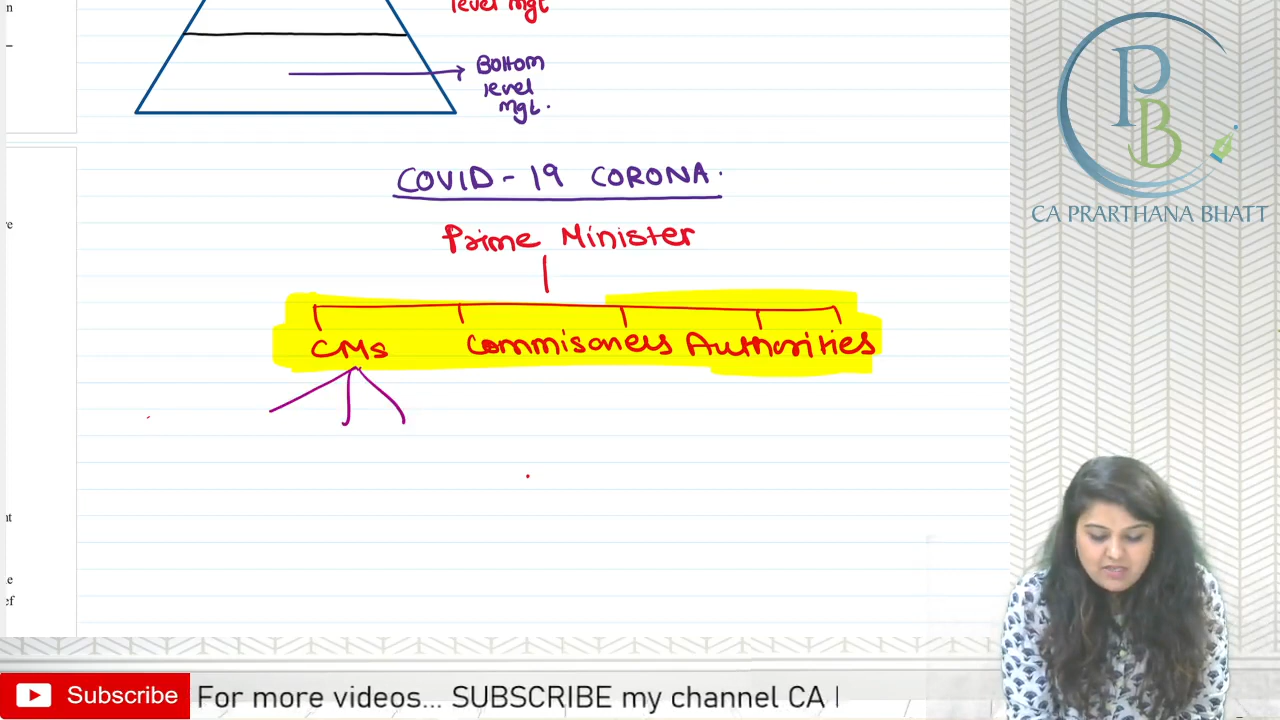 level mgt
Bottom
level
mgt.
COVID-19 CORONA.
Prime Minister
CMs Commisoners Authorities
PB
CA PRARTHANA BHATT
Subscribe
For more videos... SUBSCRIBE my channel CA